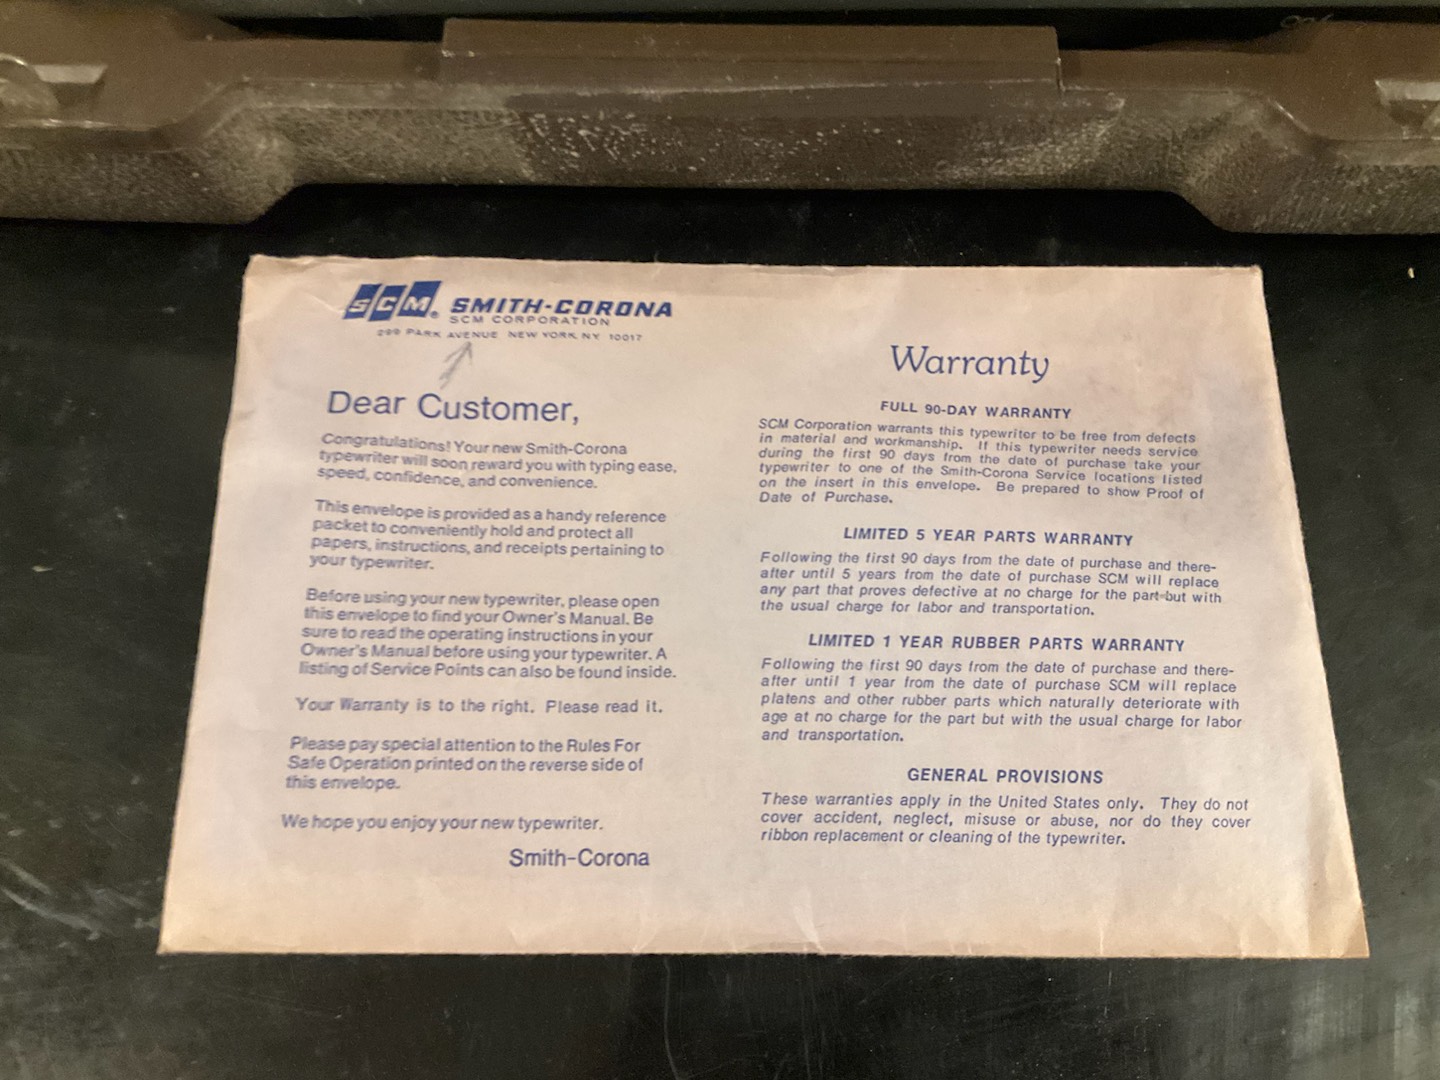 SCM® SMITH-CORONA
SCM CORPORATION
299 PARK AVENUE NEW YORK NY 10017
Dear Customer,
Congratulations! Your new Smith-Corona
typewriter will soon reward you with typing ease,
speed, confidence, and convenience.
This envelope is provided as a handy reference
packet to conveniently hold and protect all
papers, instructions, and receipts pertaining to
your typewriter.
Before using your new typewriter, please open
this envelope to find your Owner's Manual. Be
sure to read the operating instructions in your
Owner's Manual before using your typewriter. A
listing of Service Points can also be found inside.
Your Warranty is to the right. Please read it.
Please pay special attention to the Rules For
Safe Operation printed on the reverse side of
this envelope.
We hope you enjoy your new typewriter.
Smith-Corona
Warranty
FULL 90-DAY WARRANTY
SCM Corporation warrants this typewriter to be free from defects
in material and workmanship. If this typewriter needs service
during the first 90 days from the date of purchase take your
typewriter to one of the Smith-Corona Service locations listed
on the insert in this envelope. Be prepared to show Proof of
Date of Purchase.
LIMITED 5 YEAR PARTS WARRANTY
Following the first 90 days from the date of purchase and there-
after until 5 years from the date of purchase SCM will replace
any part that proves defective at no charge for the part-but with
the usual charge for labor and transportation.
LIMITED 1 YEAR RUBBER PARTS WARRANTY
Following the first 90 days from the date of purchase and there-
after until 1 year from the date of purchase SCM will replace
platens and other rubber parts which naturally deteriorate with
age at no charge for the part but with the usual charge for labor
and transportation.
GENERAL PROVISIONS
These warranties apply in the United States only. They do not
cover accident, neglect, misuse or abuse, nor do they cover
ribbon replacement or cleaning of the typewriter.